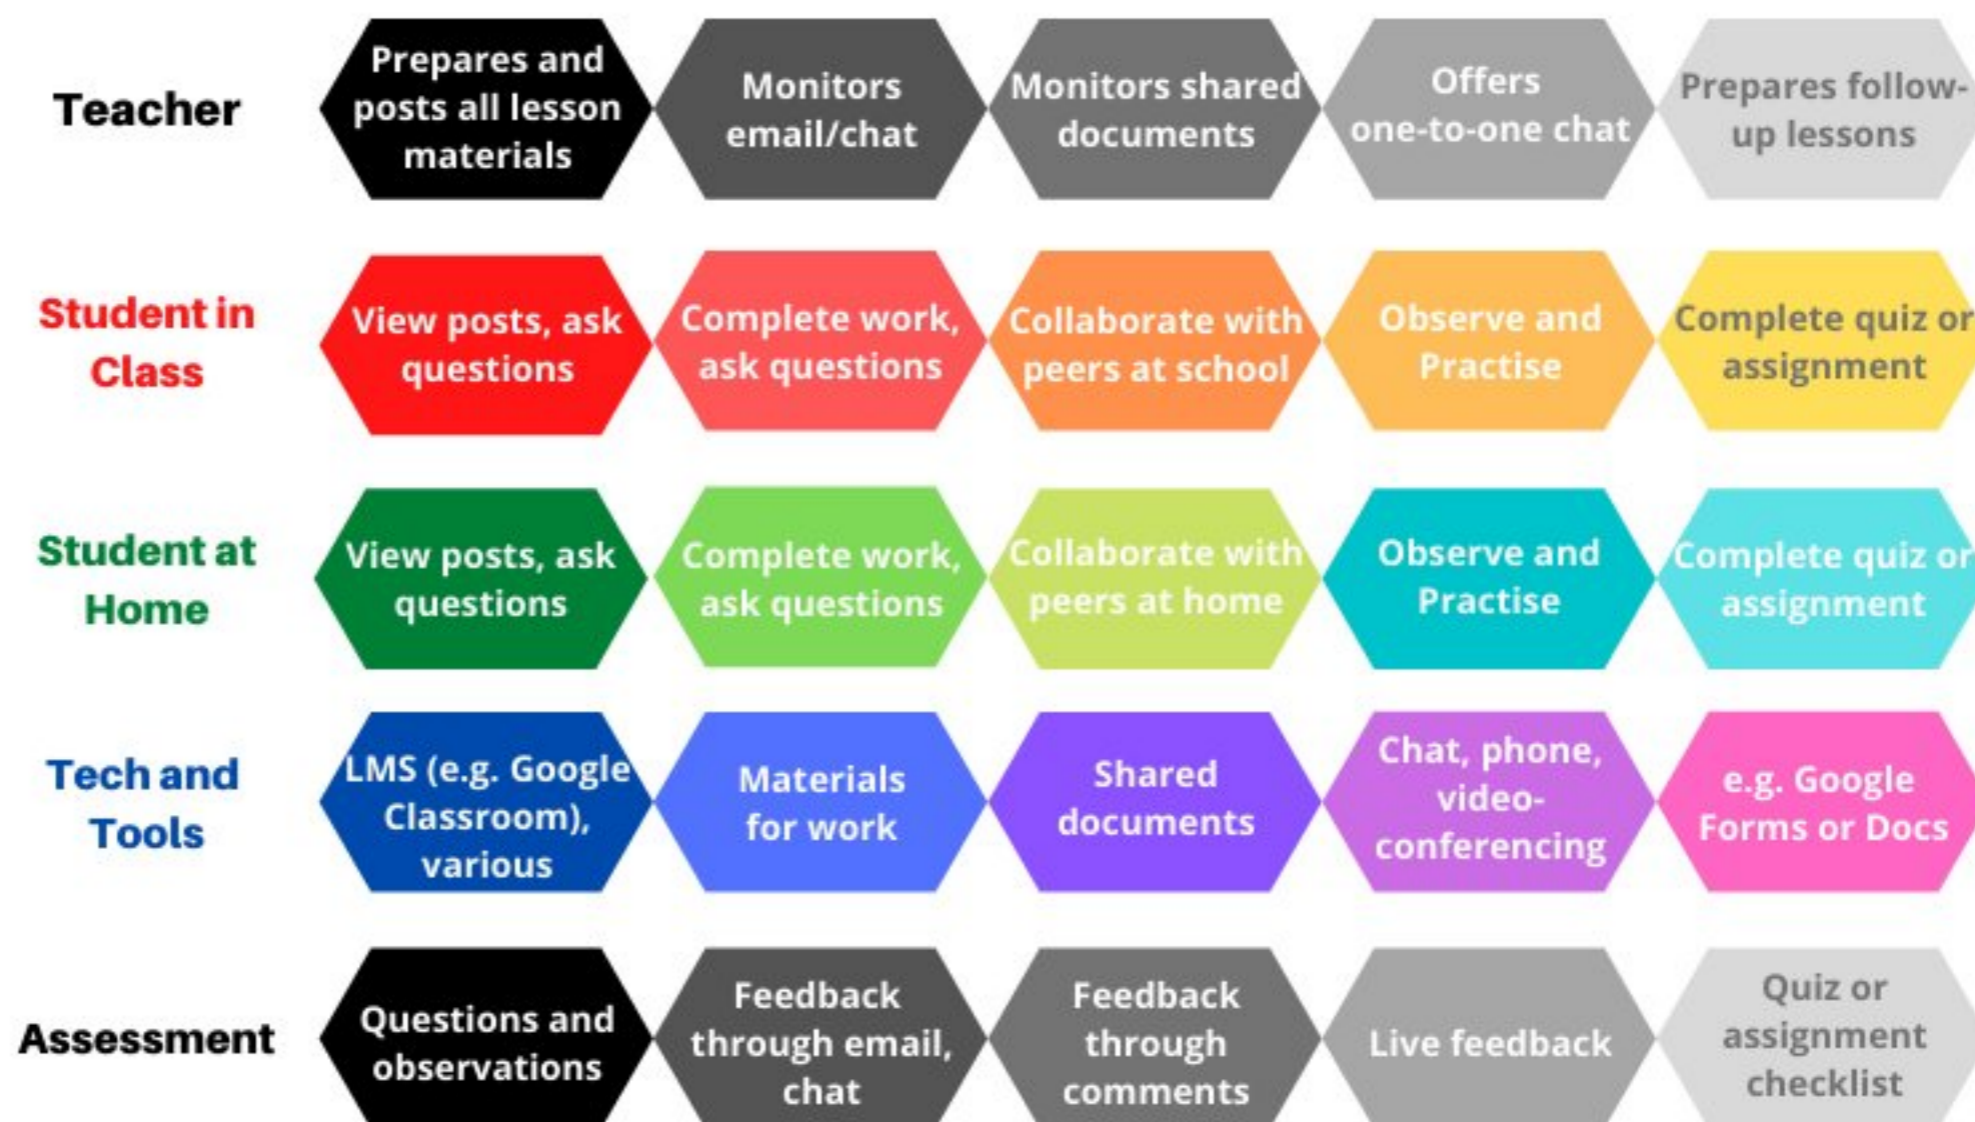 Teacher
Prepares and
posts all lesson
materials
Monitors
email/chat
Monitors shared
documents
Offers
one-to-one chat
Prepares follow-
up lessons
Student in
Class
View posts, ask
questions
Complete work,
ask questions
Collaborate with
peers at school
Observe and
Practise
Complete quiz or
assignment
Student at
Home
View posts, ask
questions
Complete work,
ask questions
Collaborate with
peers at home
Observe and
Practise
Complete quiz or
assignment
Tech and
Tools
LMS (e.g. Google
Classroom),
various
Materials
for work
Shared
documents
Chat, phone,
video-
conferencing
e.g. Google
Forms or Docs
Assessment
Questions and
observations
Feedback
through email,
chat
Feedback
through
comments
Live feedback
Quiz or
assignment
checklist